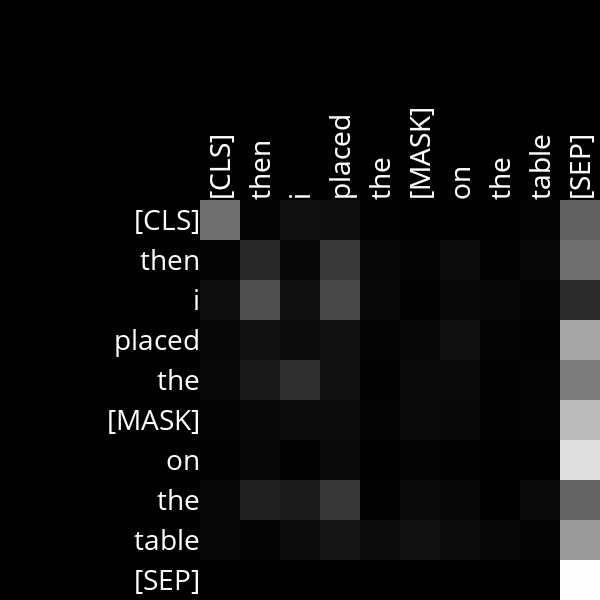 [CLS] then i placed the [MASK] on the table [SEP]
[CLS]
then
i
placed
the
[MASK]
on
the
table
[SEP]